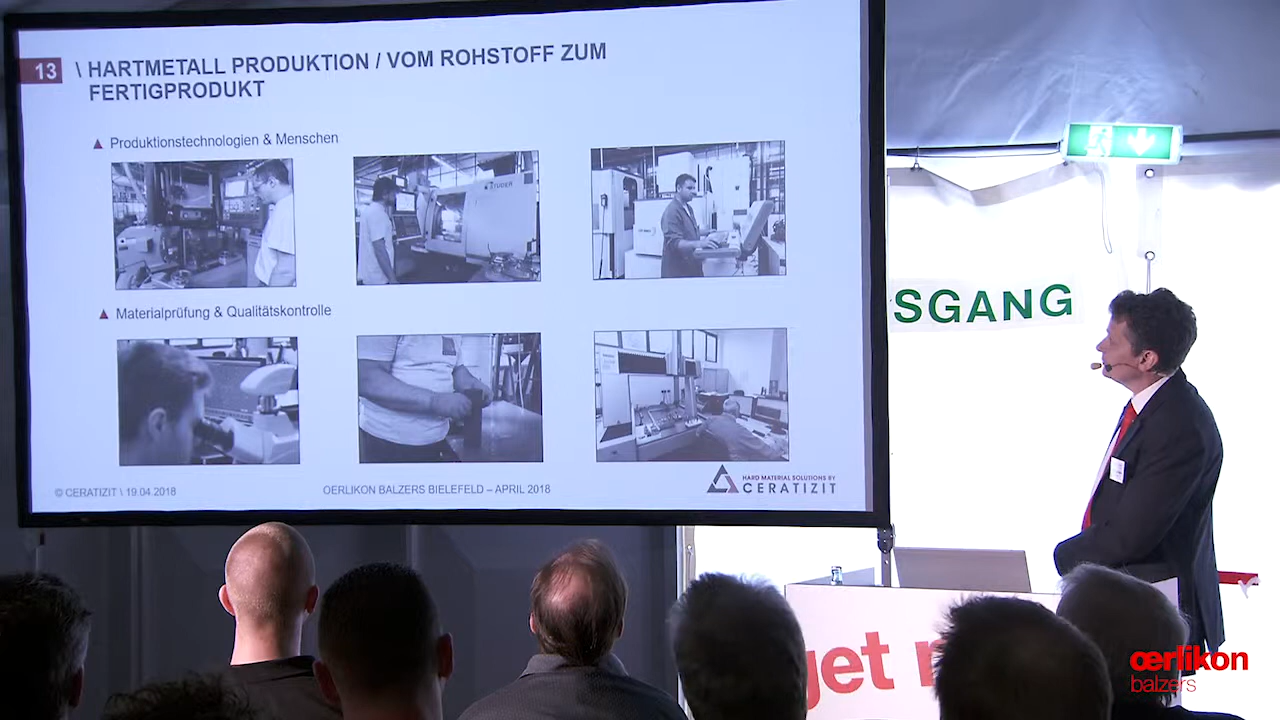 13 \ HARTMETALL PRODUKTION / VOM ROHSTOFF ZUM
FERTIGPRODUKT
▲ Produktionstechnologien & Menschen
STUDER
▲ Materialprüfung & Qualitätskontrolle
© CERATIZIT \ 19.04.2018
OERLIKON BALZERS BIELEFELD – APRIL 2018
HARD MATERIAL SOLUTIONS BY
CERATIZIT
SGANG
get
œrlikon
balzers